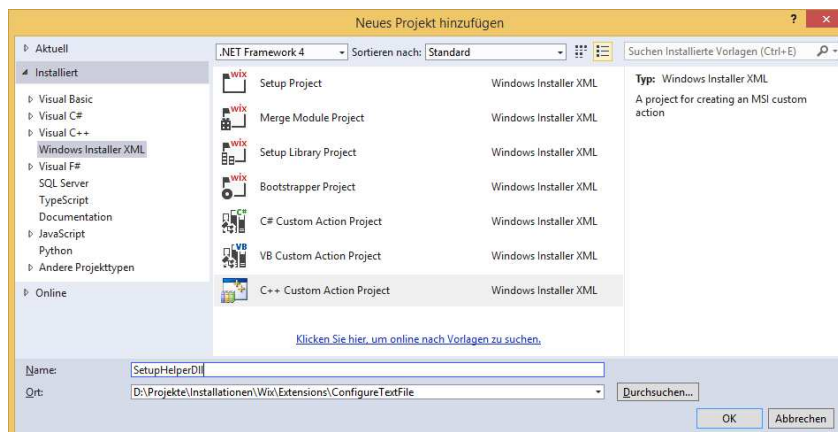 Neues Projekt hinzufügen
? ×
Aktuell
Installiert
Visual Basic
Visual C#
Visual C++
Windows Installer XML
Visual F#
SQL Server
TypeScript
Documentation
JavaScript
Python
Andere Projekttypen
Online
.NET Framework 4
Sortieren nach: Standard
wix Setup Project Windows Installer XML
wix Merge Module Project Windows Installer XML
wix Setup Library Project Windows Installer XML
wix Bootstrapper Project Windows Installer XML
C# C# Custom Action Project Windows Installer XML
VB VB Custom Action Project Windows Installer XML
C++ Custom Action Project Windows Installer XML
Klicken Sie hier, um online nach Vorlagen zu suchen.
Suchen Installierte Vorlagen (Ctrl+E)
Typ: Windows Installer XML
A project for creating an MSI custom
action
Name: SetupHelperDll
Ort: D:\Projekte\Installationen\Wix\Extensions\ConfigureTextFile
Durchsuchen...
OK Abbrechen